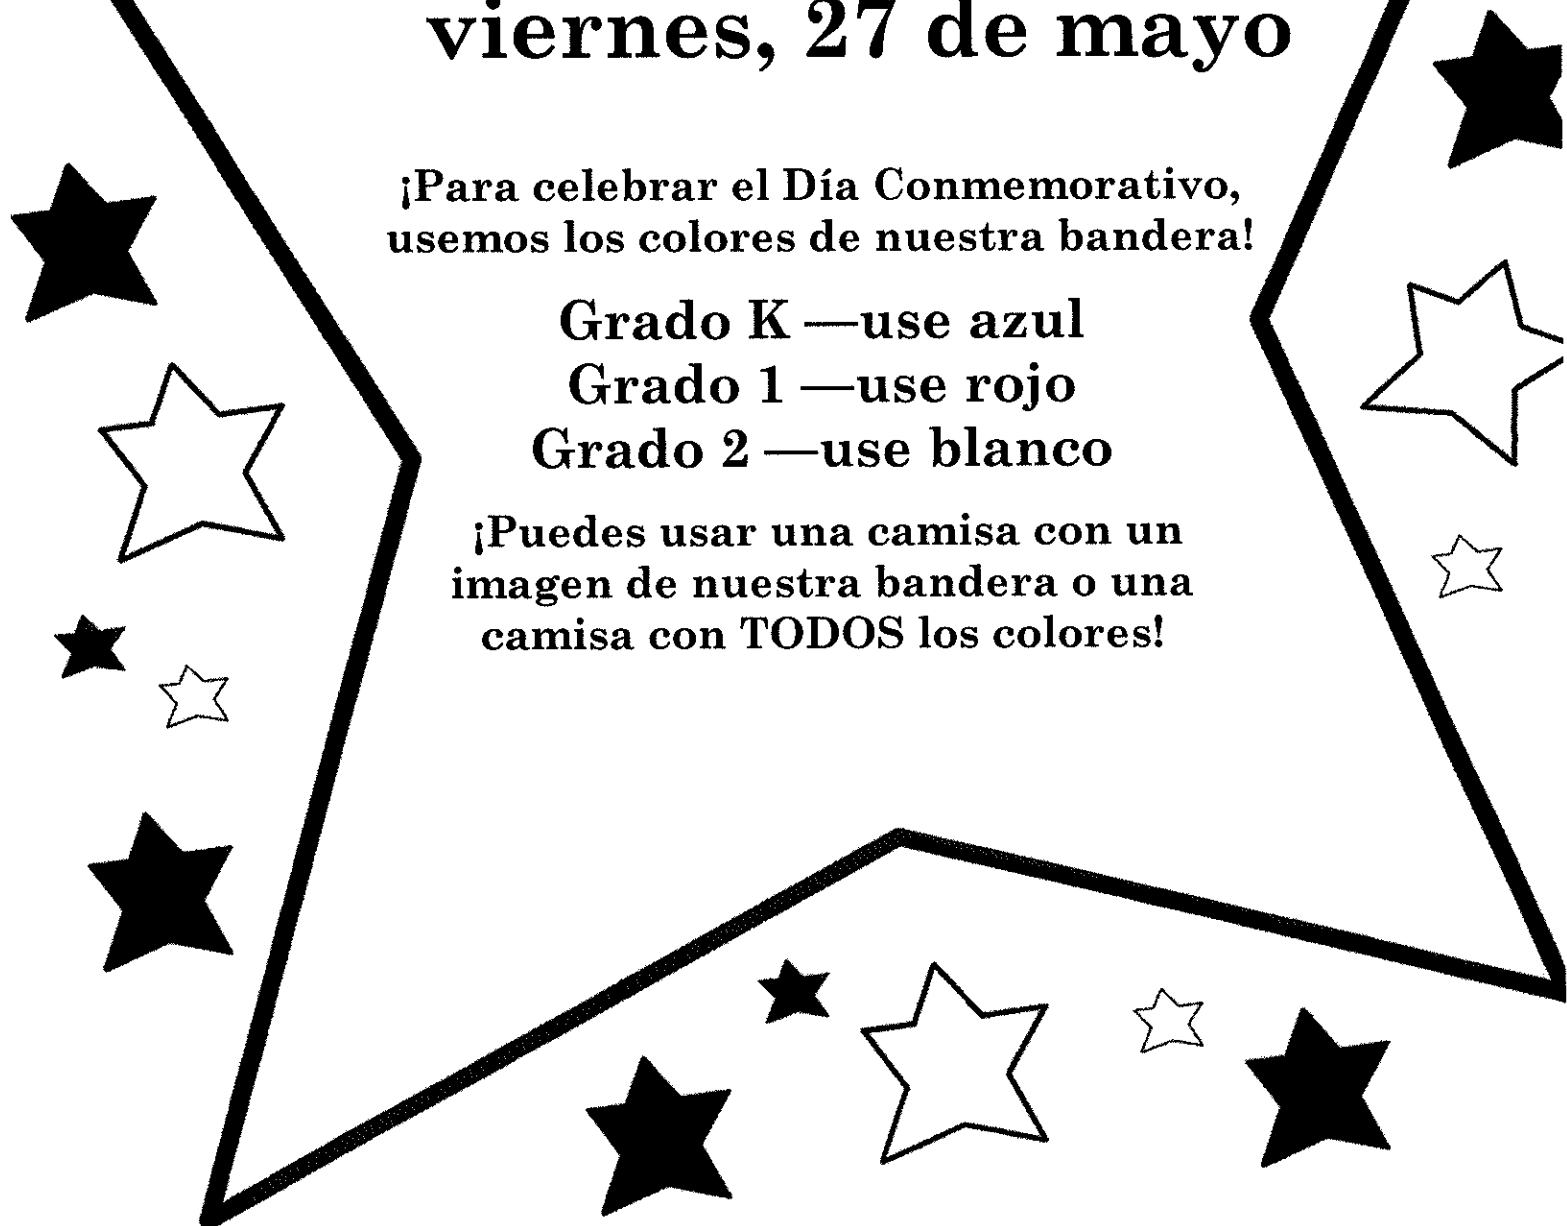 viernes, 27 de mayo
¡Para celebrar el Día Conmemorativo,
usemos los colores de nuestra bandera!
Grado K —use azul
Grado 1 —use rojo
Grado 2 —use blanco
¡Puedes usar una camisa con un
imagen de nuestra bandera o una
camisa con TODOS los colores!